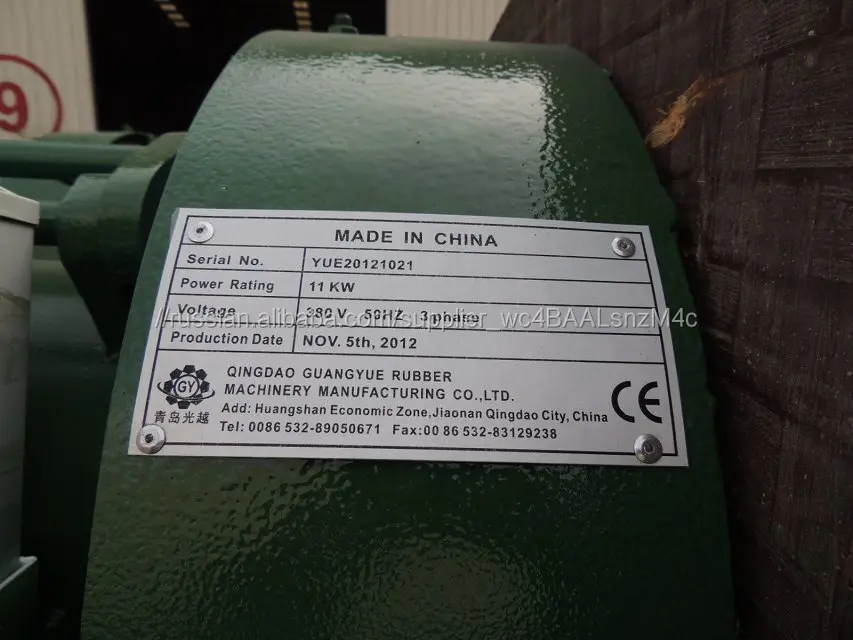 9
MADE IN CHINA
Serial No. YUE20121021
Power Rating 11 KW
Voltage 380 V 50HZ 3 phase
//russian.alibaba.com/supplier_wc4BAALsnzM4c
Production Date NOV. 5th, 2012
GY
青岛光越
QINGDAO GUANGYUE RUBBER
MACHINERY MANUFACTURING CO.,LTD.
Add: Huangshan Economic Zone,Jiaonan Qingdao City, China
Tel: 0086 532-89050671 Fax:00 86 532-83129238
CE